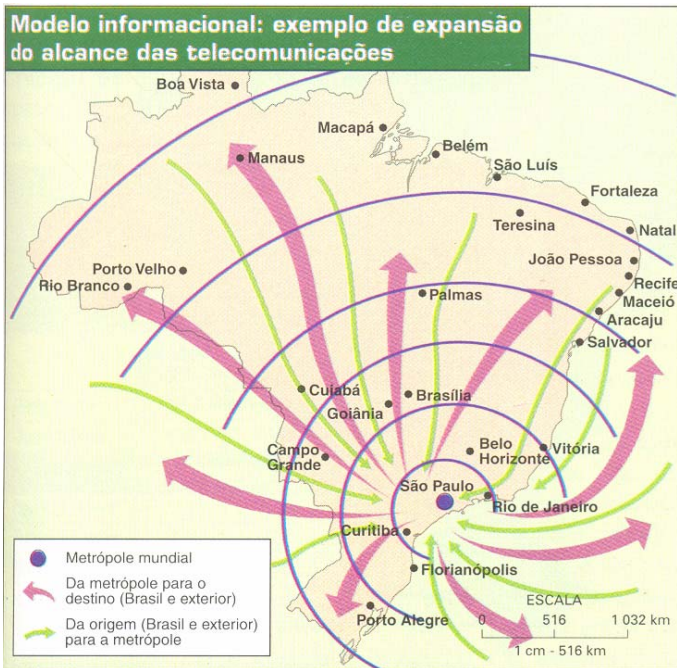 Modelo informacional: exemplo de expansão
do alcance das telecomunicações
Boa Vista
Macapá
Manaus
Belém
São Luís
Fortaleza
Teresina
Natal
João Pessoa
Porto Velho
Rio Branco
Recife
Palmas
Maceió
Aracaju
Salvador
Cuiabá
Brasília
Goiânia
Campo
Grande
Belo
Horizonte
Vitória
São Paulo
Rio de Janeiro
Curitiba
Florianópolis
Porto Alegre
Metrópole mundial
Da metrópole para o
destino (Brasil e exterior)
Da origem (Brasil e exterior)
para a metrópole
ESCALA
0 516 1 032 km
1 cm - 516 km